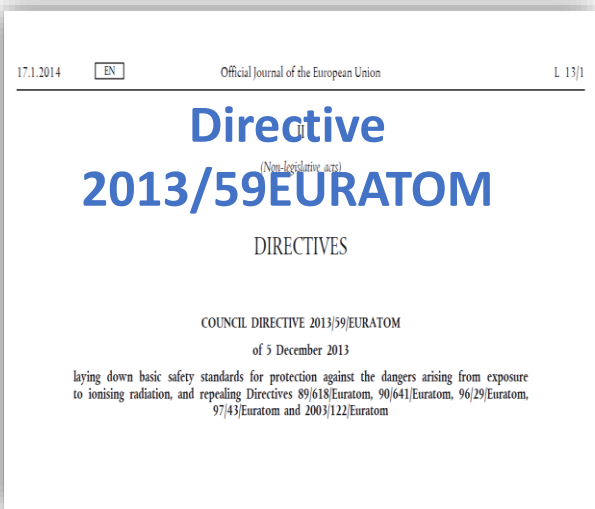 17.1.2014 EN Official Journal of the European Union L 13/1
Directive
II
(Non-legislative acts)
2013/59EURATOM
DIRECTIVES
COUNCIL DIRECTIVE 2013/59/EURATOM
of 5 December 2013
laying down basic safety standards for protection against the dangers arising from exposure
to ionising radiation, and repealing Directives 89/618/Euratom, 90/641/Euratom, 96/29/Euratom,
97/43/Euratom and 2003/122/Euratom